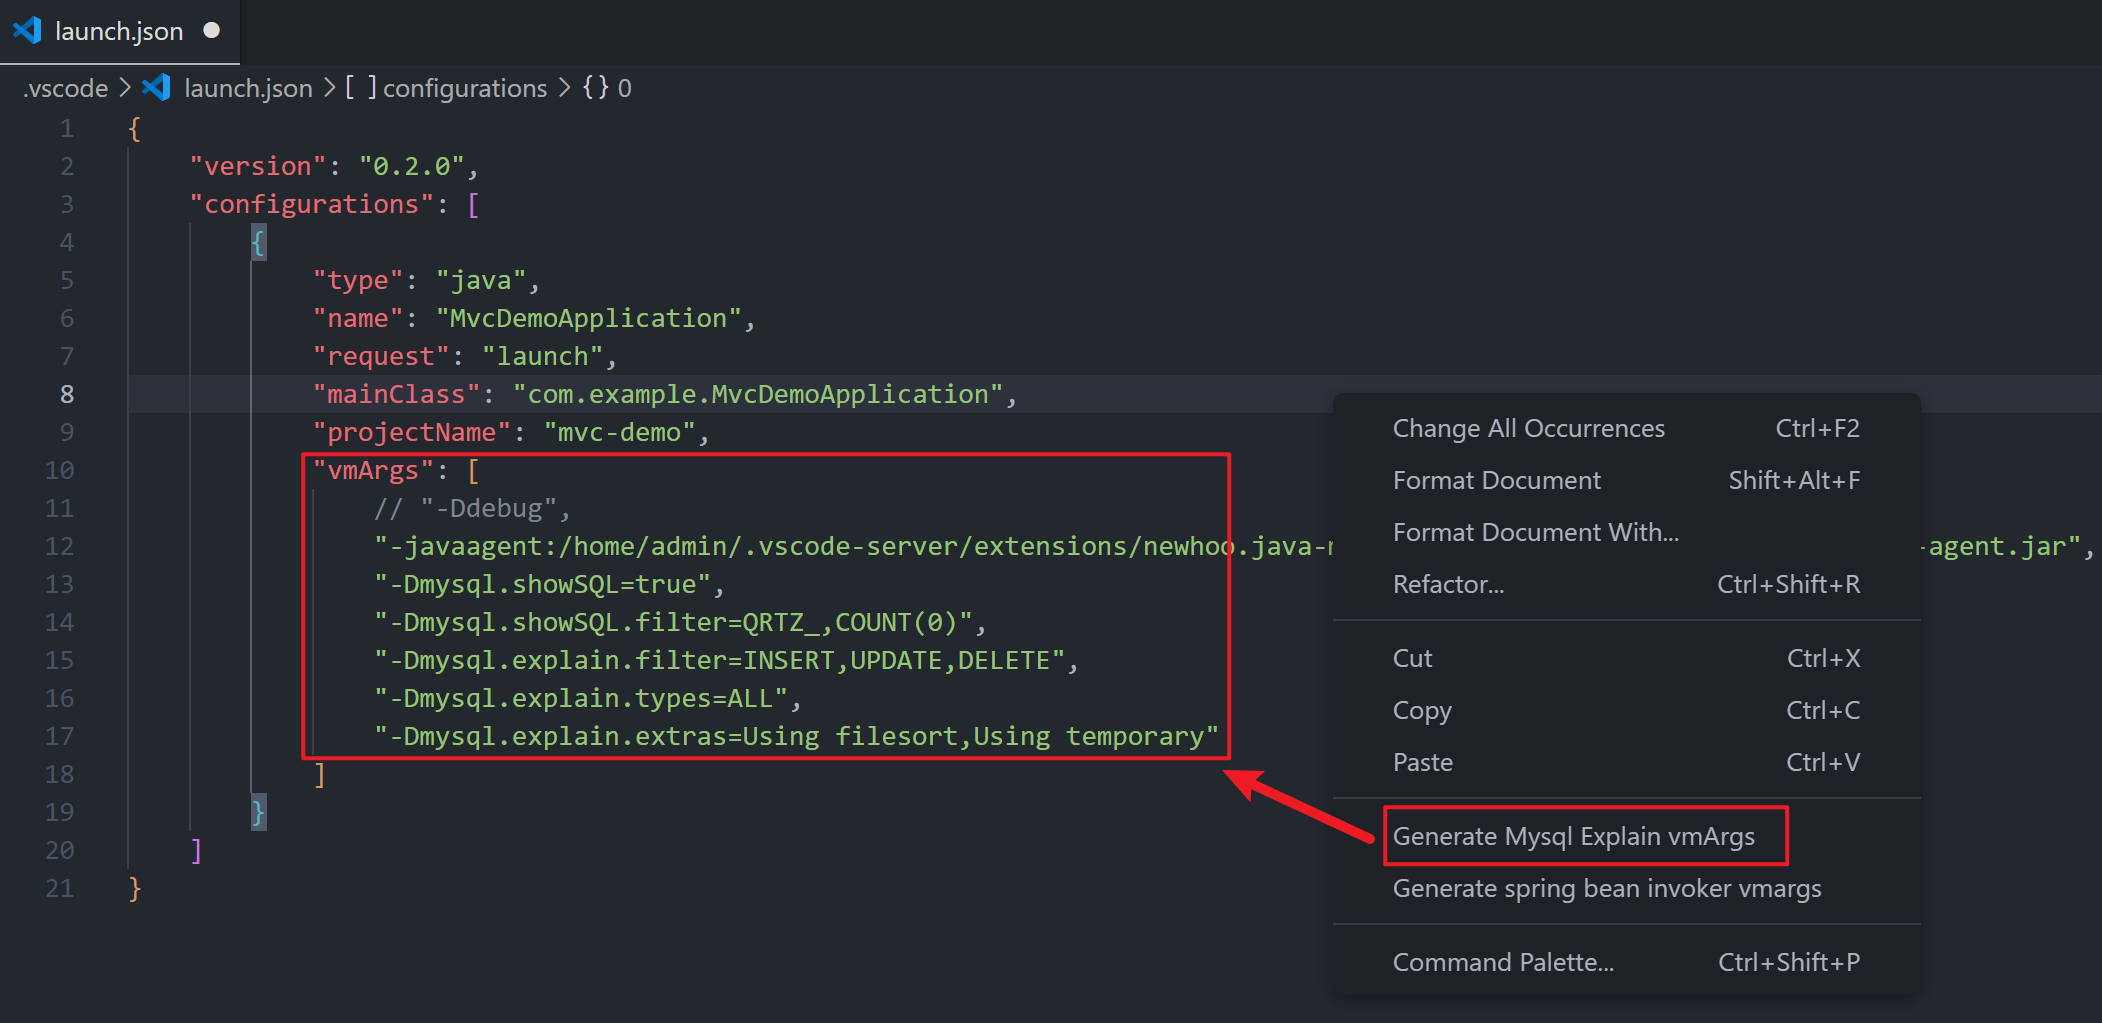 launch.json
.vscode > launch.json > [ ] configurations > {} 0
1 {
2 "version": "0.2.0",
3 "configurations": [
4 {
5 "type": "java",
6 "name": "MvcDemoApplication",
7 "request": "launch",
8 "mainClass": "com.example.MvcDemoApplication",
9 "projectName": "mvc-demo",
10 "vmArgs": [
11 // "-Ddebug",
12 "-javaagent:/home/admin/.vscode-server/extensions/newhoo.java- -agent.jar",
13 "-Dmysql.showSQL=true",
14 "-Dmysql.showSQL.filter=QRTZ_,COUNT(0)",
15 "-Dmysql.explain.filter=INSERT,UPDATE,DELETE",
16 "-Dmysql.explain.types=ALL",
17 "-Dmysql.explain.extras=Using filesort,Using temporary"
18 ]
19 }
20 ]
21 }
Change All Occurrences Ctrl+F2
Format Document Shift+Alt+F
Format Document With...
Refactor... Ctrl+Shift+R
Cut Ctrl+X
Copy Ctrl+C
Paste Ctrl+V
Generate Mysql Explain vmArgs
Generate spring bean invoker vmargs
Command Palette... Ctrl+Shift+P